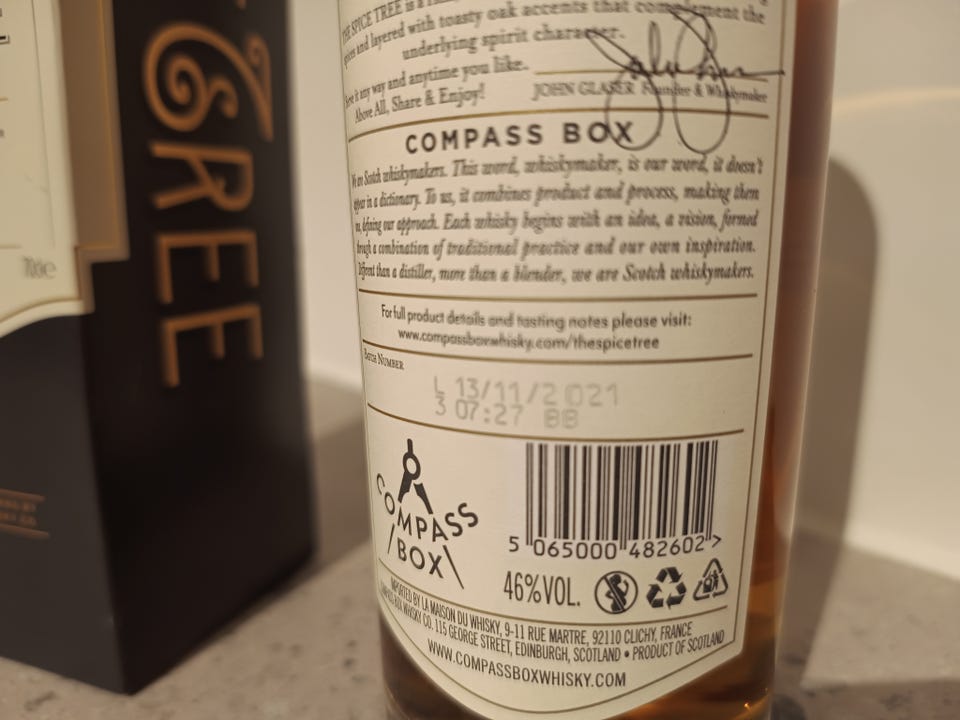 TREE
70cl e
THE SPICE TREE is a
spices and layered with toasty oak accents that complement the
underlying spirit character.
it any way and anytime you like.
Above All, Share & Enjoy!
JOHN GLASER Founder & Whiskymaker
COMPASS BOX
We are Scotch whiskymakers. This word, whiskymaker, is our word, it doesn't
appear in a dictionary. To us, it combines product and process, making them
one, defining our approach. Each whisky begins with an idea, a vision, formed
through a combination of traditional practice and our own inspiration.
Different than a distiller, more than a blender, we are Scotch whiskymakers.
For full product details and tasting notes please visit:
www.compassboxwhisky.com/thespicetree
Batch Number
L 13/11/2021
3 07:27 BB
COMPASS
BOX
5 065000 482602 >
46%VOL.
IMPORTED BY LA MAISON DU WHISKY, 9-11 RUE MARTRE, 92110 CLICHY, FRANCE
COMPASS BOX WHISKY CO. 115 GEORGE STREET, EDINBURGH, SCOTLAND • PRODUCT OF SCOTLAND
WWW.COMPASSBOXWHISKY.COM